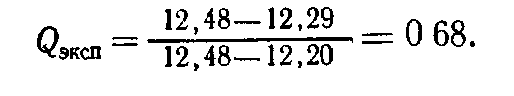 Qэксп = 12,48—12,29 / 12,48—12,20 = 0 68.